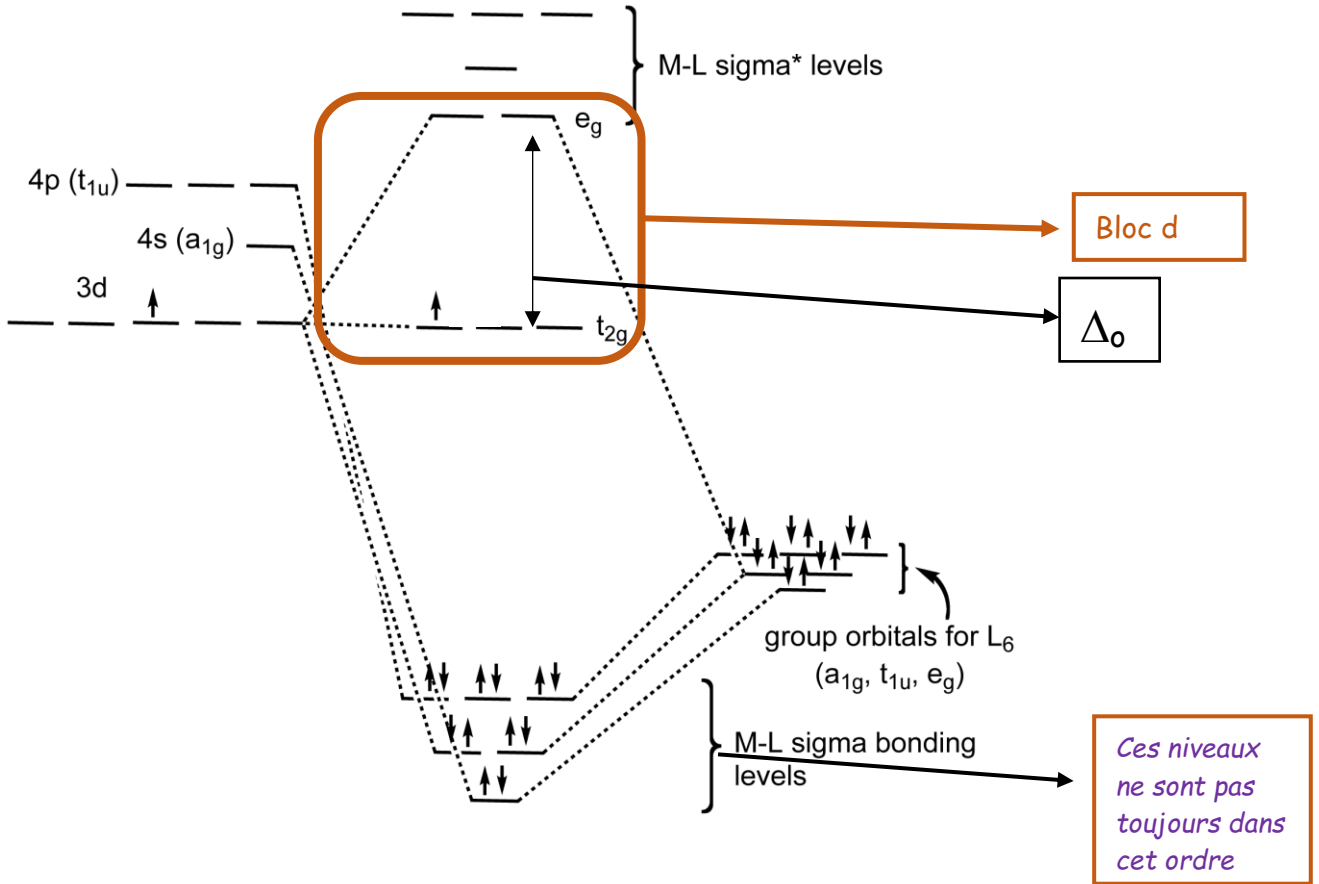 M-L sigma* levels
e_g
4p (t_1u)
4s (a_1g)
3d
t_2g
Bloc d
Δ_o
group orbitals for L_6
(a_1g, t_1u, e_g)
M-L sigma bonding
levels
Ces niveaux
ne sont pas
toujours dans
cet ordre